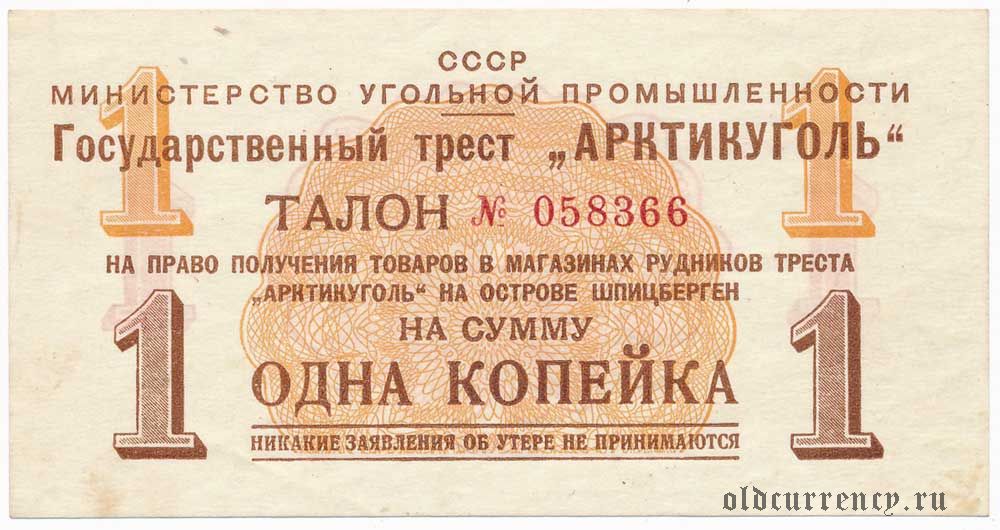 СССР
МИНИСТЕРСТВО УГОЛЬНОЙ ПРОМЫШЛЕННОСТИ
Государственный трест „АРКТИКУГОЛЬ“
1 1
ТАЛОН № 058366
НА ПРАВО ПОЛУЧЕНИЯ ТОВАРОВ В МАГАЗИНАХ РУДНИКОВ ТРЕСТА
„АРКТИКУГОЛЬ“ НА ОСТРОВЕ ШПИЦБЕРГЕН
НА СУММУ
1 ОДНА КОПЕЙКА 1
НИКАКИЕ ЗАЯВЛЕНИЯ ОБ УТЕРЕ НЕ ПРИНИМАЮТСЯ
oldcurrency.ru